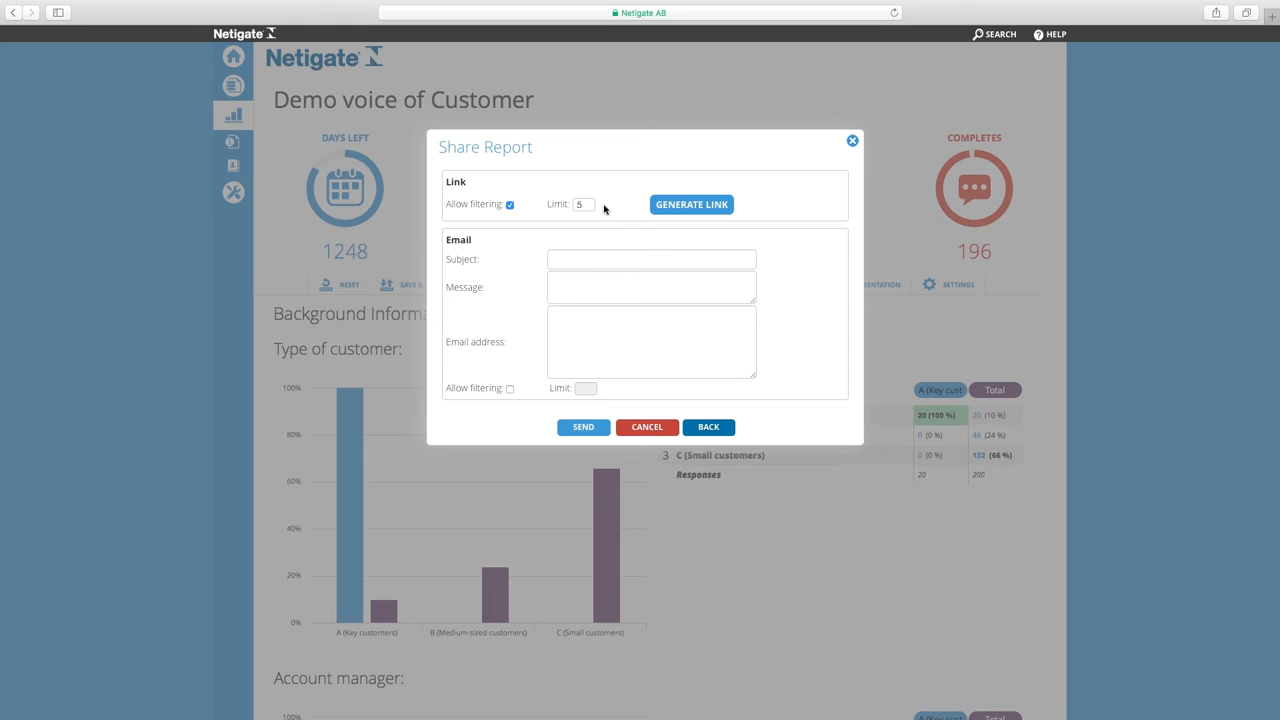 Netigate AB
Netigate
SEARCH
HELP
Netigate
Demo voice of Customer
DAYS LEFT
COMPLETES
1248
196
RESET
SAVE
ENTATION
SETTINGS
Share Report
Link
Allow filtering:
Limit:
5
GENERATE LINK
Email
Subject:
Message:
Email address:
Allow filtering:
Limit:
SEND
CANCEL
BACK
Background Informa
Type of customer:
100%
80%
60%
40%
20%
0%
A (Key customers)
B (Medium-sized customers)
C (Small customers)
A (Key cust
Total
20 (100 %)
20 (10 %)
0 (0 %)
48 (24 %)
3 C (Small customers)
0 (0 %)
132 (66 %)
Responses
20
200
Account manager:
100%
A (Key cust
Total